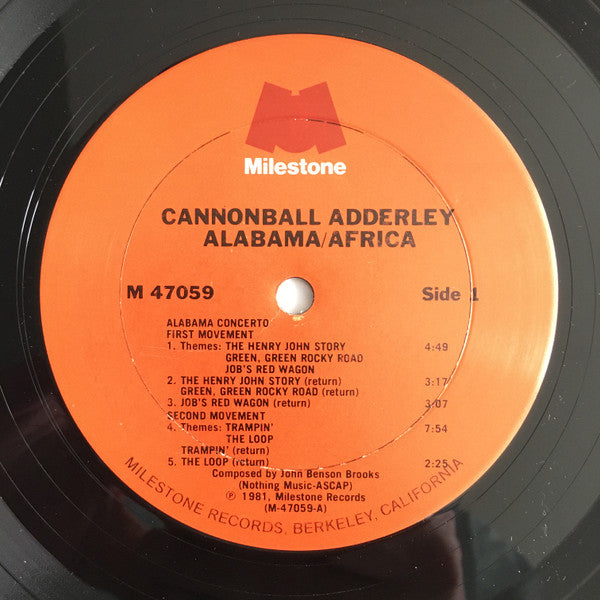 Milestone
CANNONBALL ADDERLEY
ALABAMA/AFRICA
M 47059 Side 1
ALABAMA CONCERTO
FIRST MOVEMENT
1. Themes: THE HENRY JOHN STORY 4:49
GREEN, GREEN ROCKY ROAD
JOB'S RED WAGON
2. THE HENRY JOHN STORY (return) 3:17
GREEN, GREEN ROCKY ROAD (return)
3. JOB'S RED WAGON (return) 3:07
SECOND MOVEMENT
4. Themes: TRAMPIN' 7:54
THE LOOP
TRAMPIN' (return)
5. THE LOOP (return) 2:25
Composed by John Benson Brooks
(Nothing Music-ASCAP)
℗ 1981, Milestone Records
(M-47059-A)
MILESTONE RECORDS, BERKELEY, CALIFORNIA